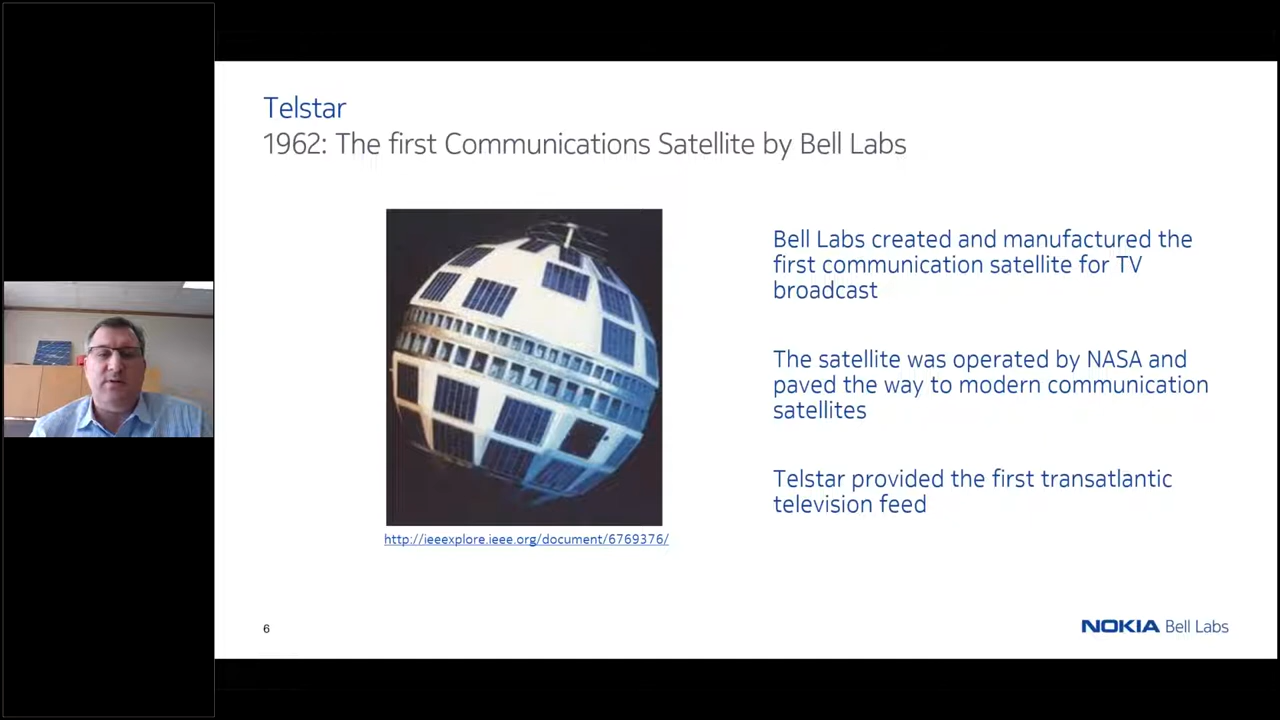 Telstar
1962: The first Communications Satellite by Bell Labs
Bell Labs created and manufactured the
first communication satellite for TV
broadcast
The satellite was operated by NASA and
paved the way to modern communication
satellites
Telstar provided the first transatlantic
television feed
http://ieeexplore.ieee.org/document/6769376/
6
NOKIA Bell Labs